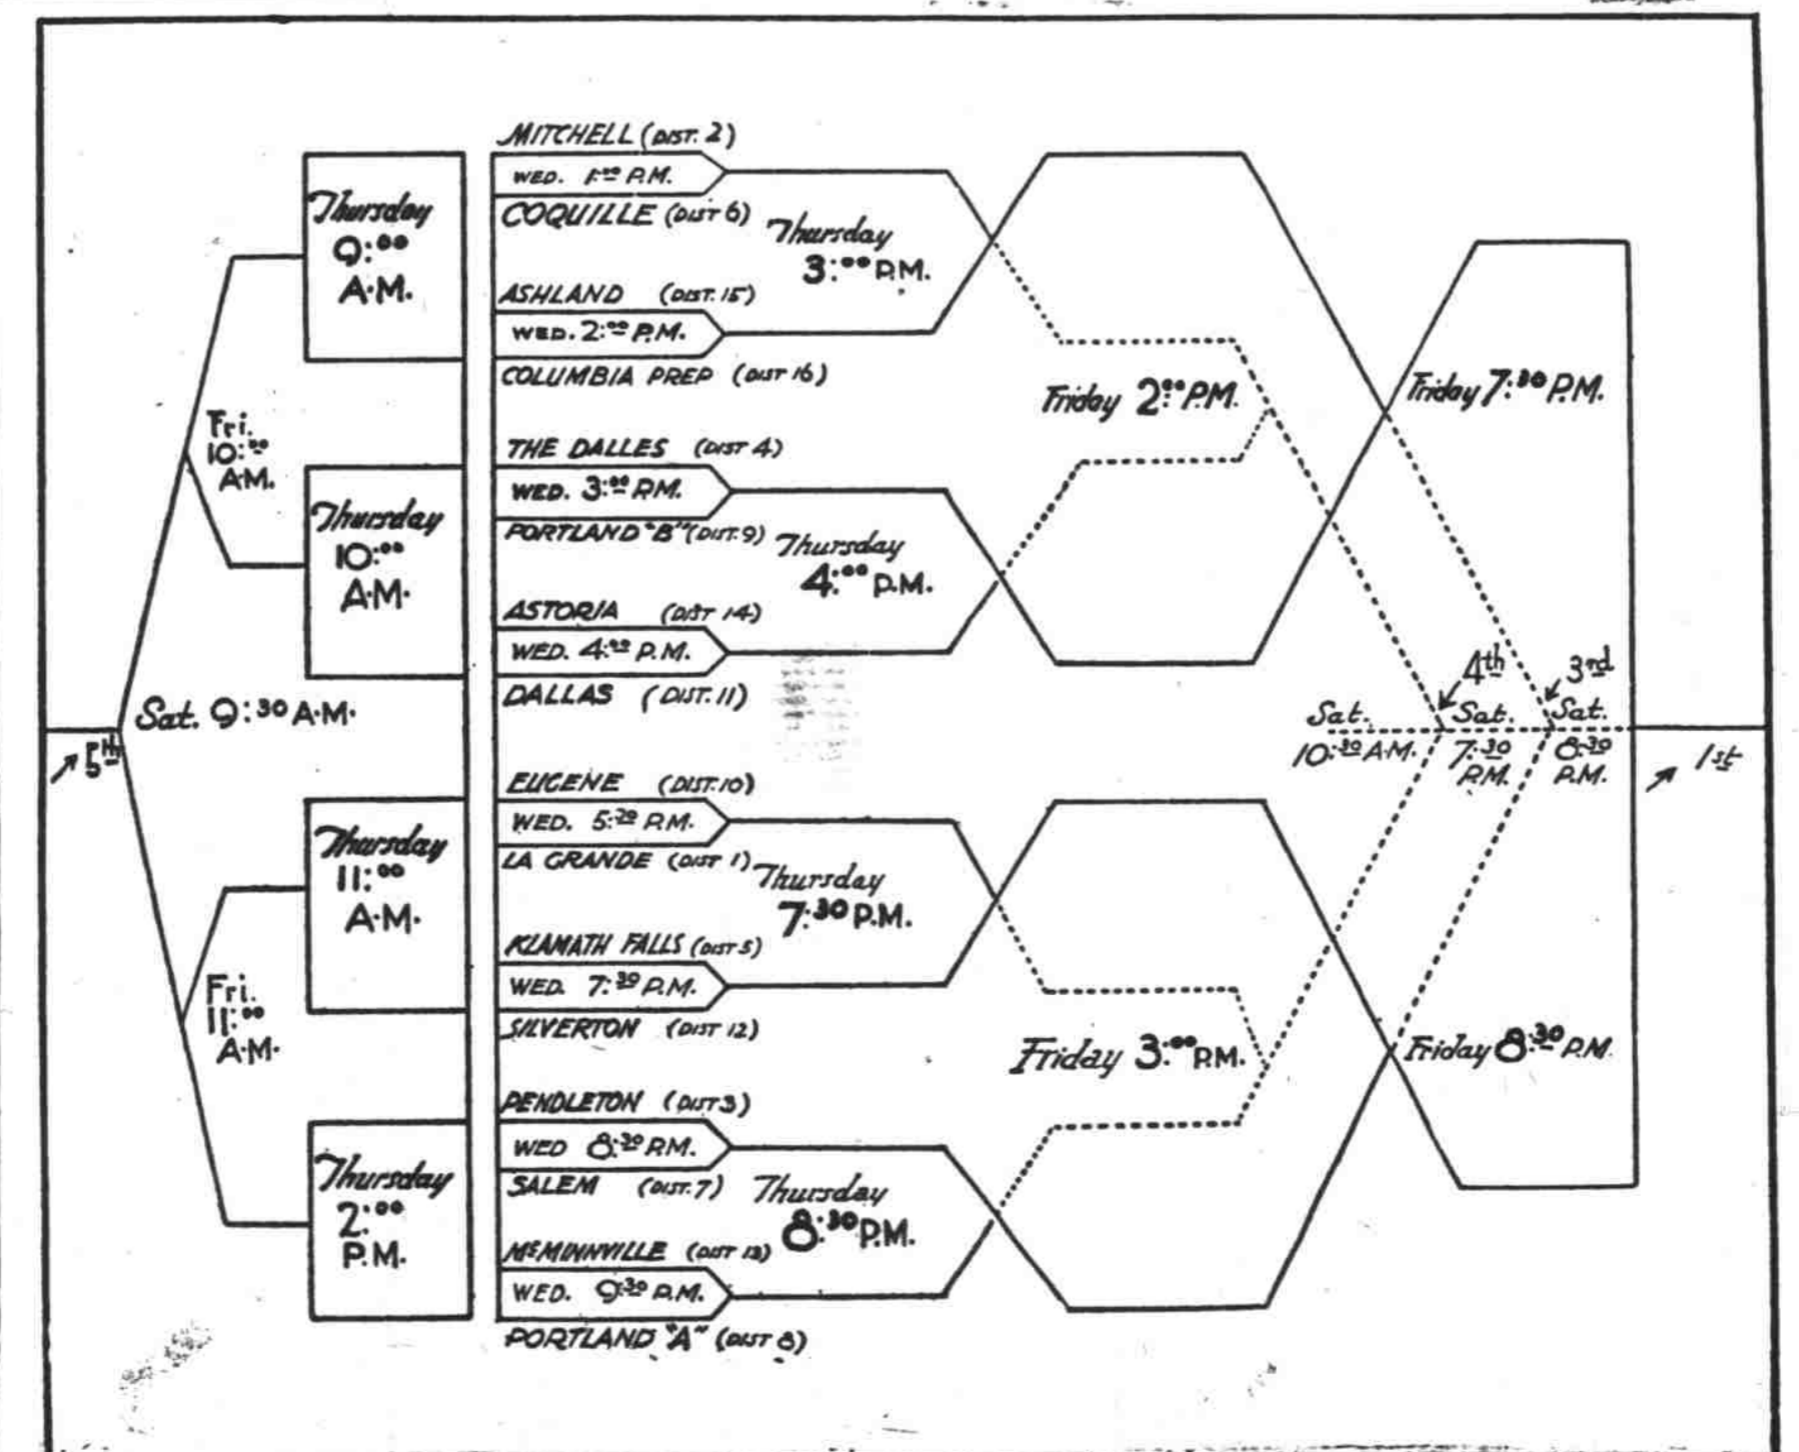 MITCHELL (DIST. 2)
WED. 1:00 P.M.
COQUILLE (DIST 6)
ASHLAND (DIST. 15)
WED. 2:00 P.M.
COLUMBIA PREP (DIST 16)
THE DALLES (DIST 4)
WED. 3:00 P.M.
PORTLAND "B" (DIST. 9)
ASTORIA (DIST 14)
WED. 4:00 P.M.
DALLAS (DIST. 11)
EUGENE (DIST. 10)
WED. 5:30 P.M.
LA GRANDE (DIST 1)
KLAMATH FALLS (DIST 5)
WED. 7:30 P.M.
SILVERTON (DIST 12)
PENDLETON (DIST 3)
WED 8:30 P.M.
SALEM (DIST. 7)
McMINNVILLE (DIST 13)
WED. 9:30 P.M.
PORTLAND "A" (DIST 8)
Thursday
9:00
A.M.
Thursday
10:00
A.M.
Thursday
11:00
A.M.
Thursday
2:00
P.M.
Fri.
10:00
A.M.
Fri.
11:00
A.M.
Sat. 9:30 A.M.
5th
Thursday
3:00 P.M.
Thursday
4:00 P.M.
Thursday
7:30 P.M.
Thursday
8:30 P.M.
Friday 2:00 P.M.
Friday 3:00 P.M.
Friday 7:30 P.M.
Friday 8:30 P.M.
4th
3rd
Sat.
10:30 A.M.
Sat.
7:30
P.M.
Sat.
8:30
P.M.
1st